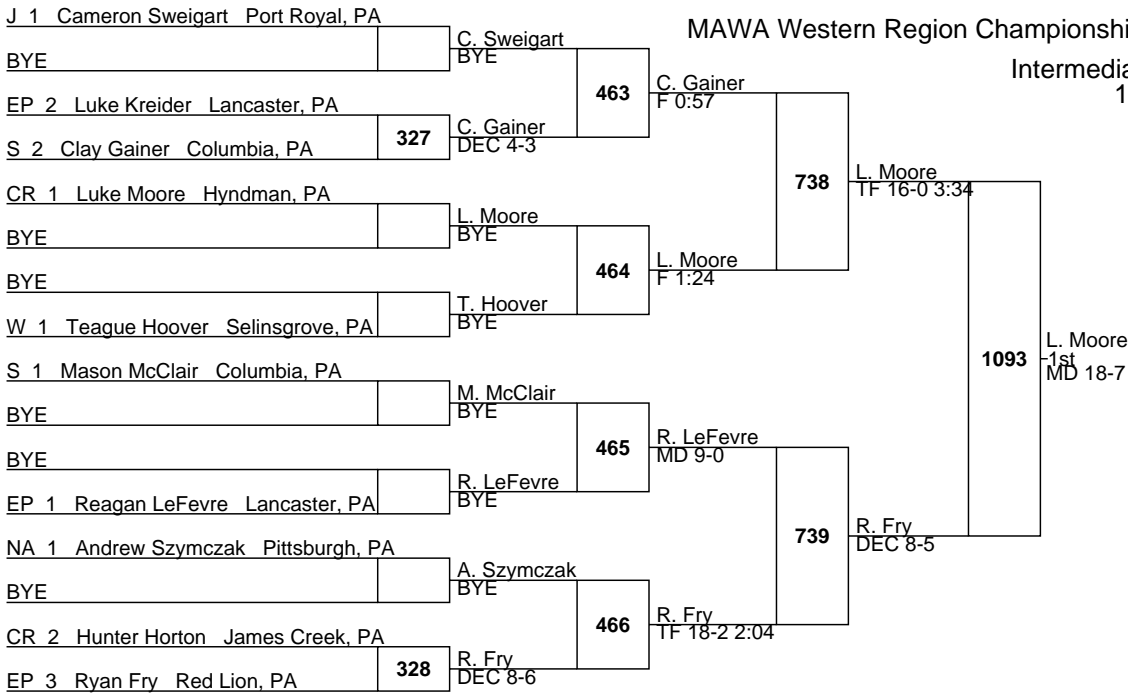 MAWA Western Region Championshi
Intermedia
1
J 1 Cameron Sweigart Port Royal, PA
BYE
EP 2 Luke Kreider Lancaster, PA
S 2 Clay Gainer Columbia, PA
CR 1 Luke Moore Hyndman, PA
BYE
BYE
W 1 Teague Hoover Selinsgrove, PA
S 1 Mason McClair Columbia, PA
BYE
BYE
EP 1 Reagan LeFevre Lancaster, PA
NA 1 Andrew Szymczak Pittsburgh, PA
BYE
CR 2 Hunter Horton James Creek, PA
EP 3 Ryan Fry Red Lion, PA
327
328
C. Sweigart
BYE
C. Gainer
DEC 4-3
L. Moore
BYE
T. Hoover
BYE
M. McClair
BYE
R. LeFevre
BYE
A. Szymczak
BYE
R. Fry
DEC 8-6
463
464
465
466
C. Gainer
F 0:57
L. Moore
F 1:24
R. LeFevre
MD 9-0
R. Fry
TF 18-2 2:04
738
739
L. Moore
TF 16-0 3:34
R. Fry
DEC 8-5
1093
L. Moore
1st
MD 18-7